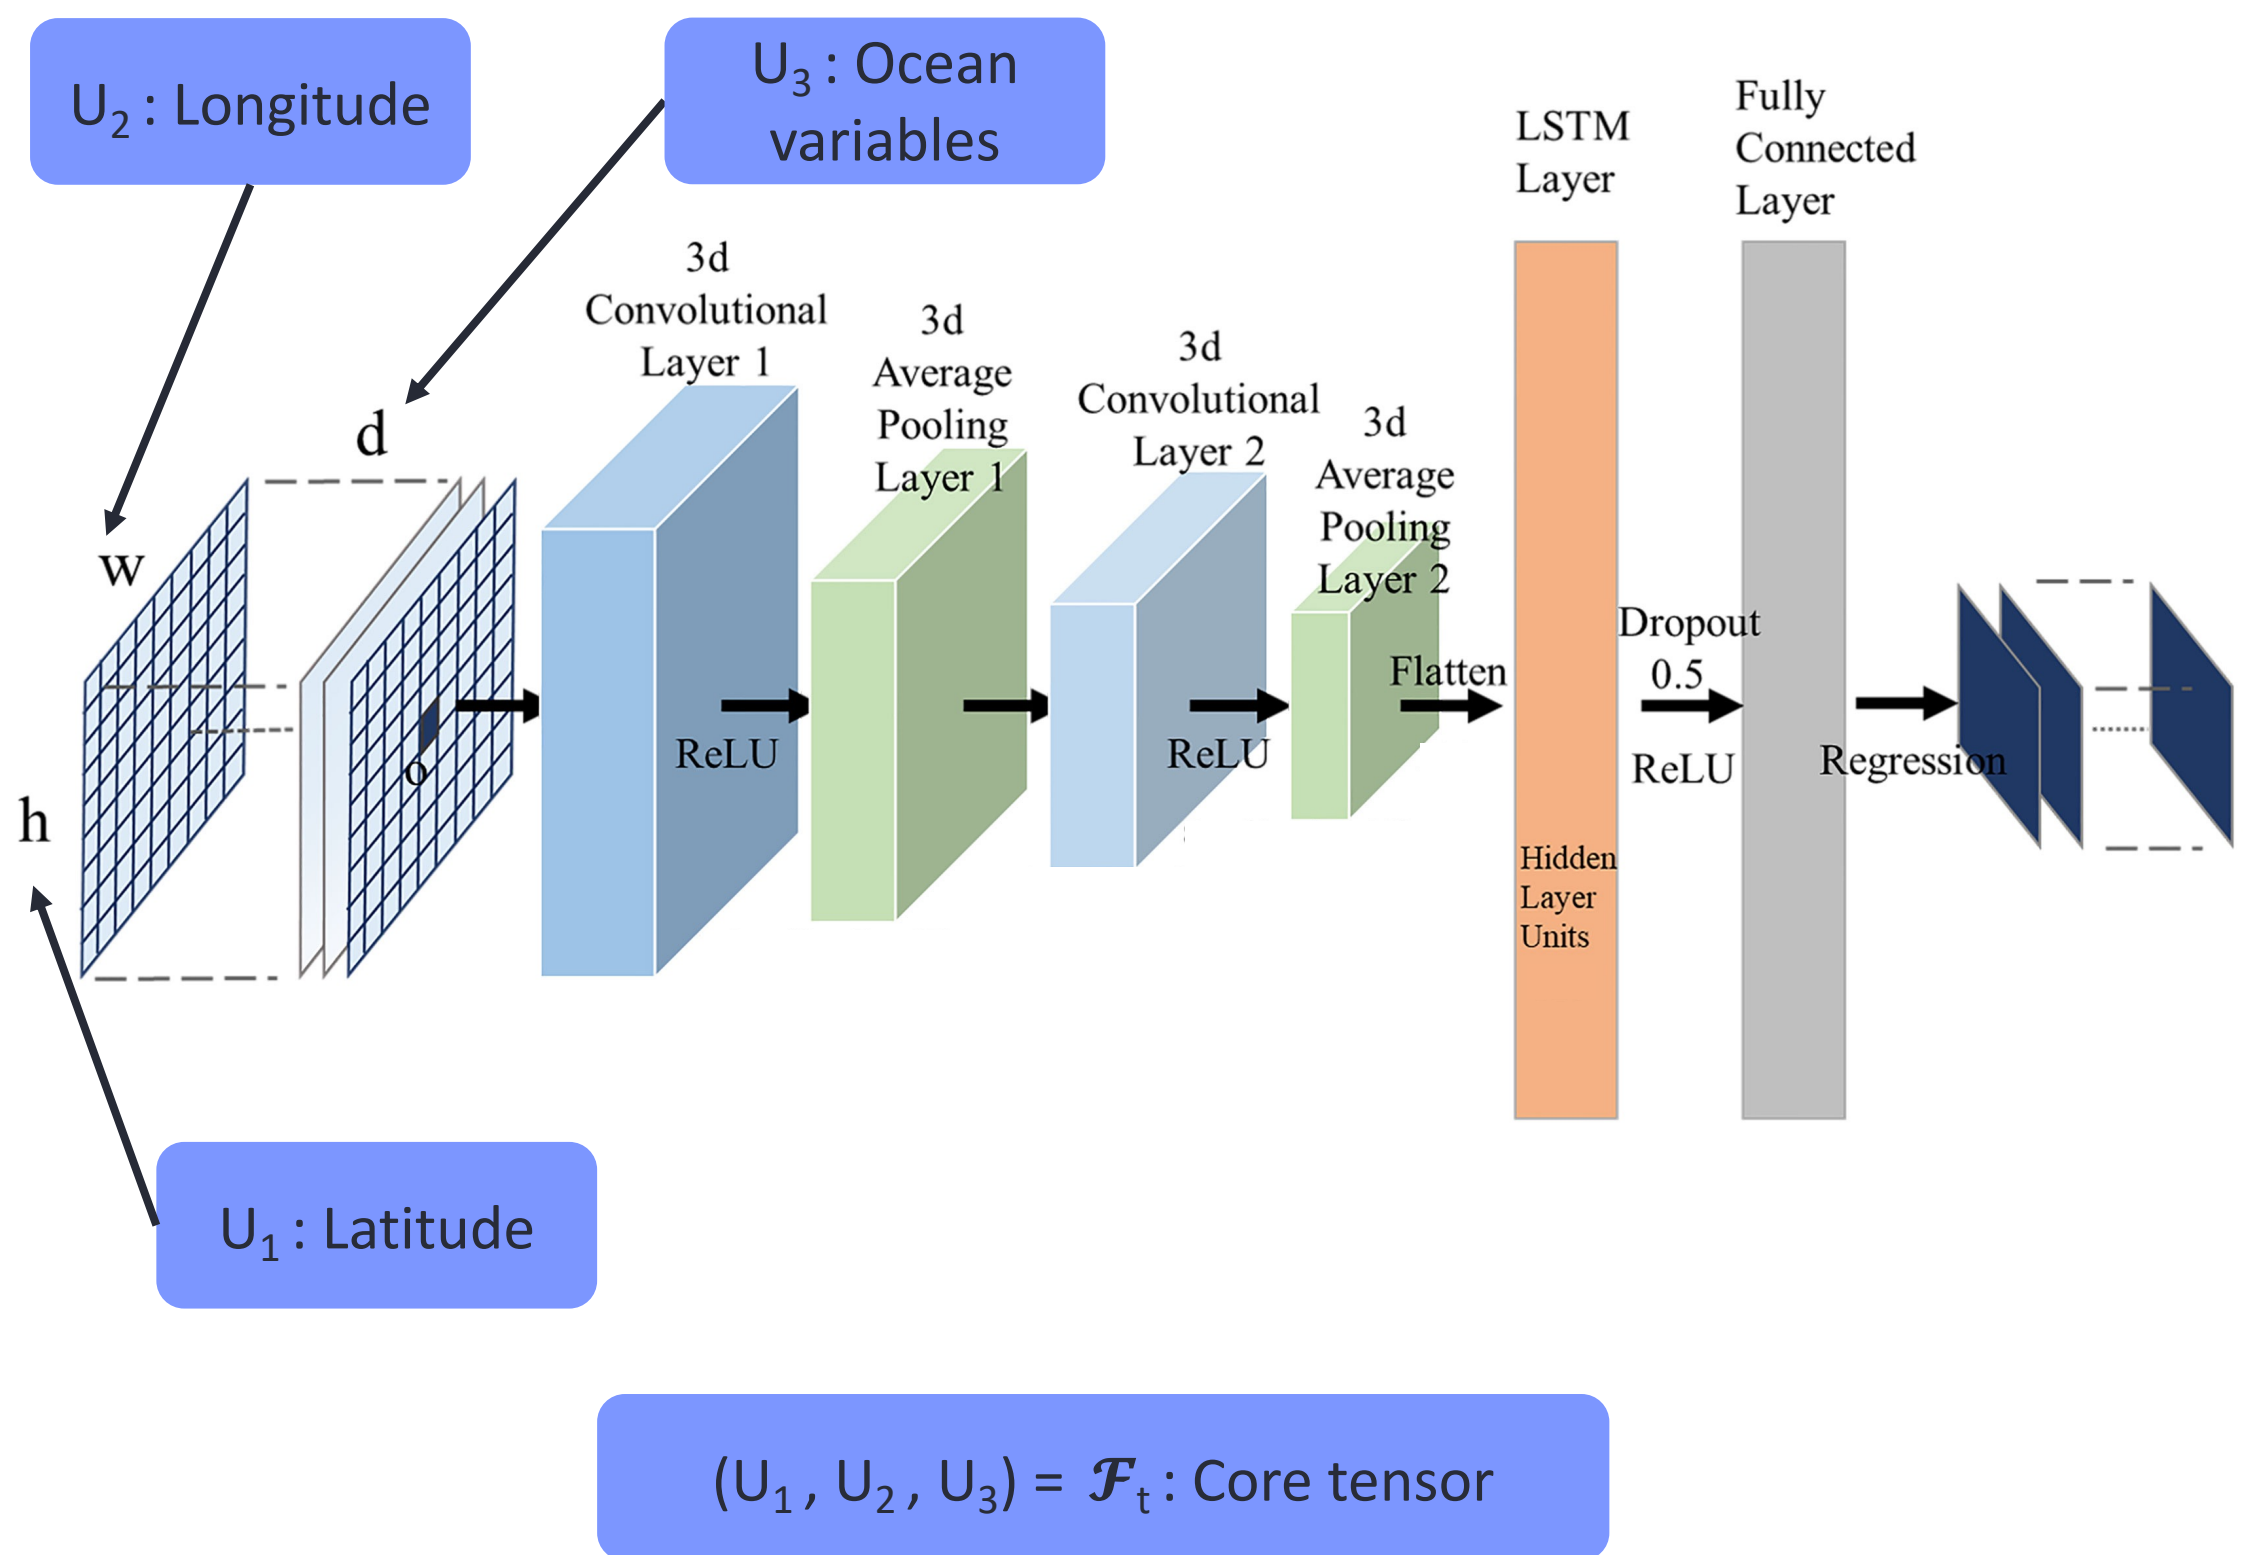 U2 : Longitude
U3 : Ocean
variables
LSTM
Layer
Fully
Connected
Layer
3d
Convolutional
Layer 1
3d
Average
Pooling
Layer 1
3d
Convolutional
Layer 2
3d
Average
Pooling
Layer 2
d
w
h
o
ReLU
ReLU
Flatten
Dropout
0.5
ReLU
Regression
Hidden
Layer
Units
U1 : Latitude
(U1 , U2 , U3) = ℱt : Core tensor